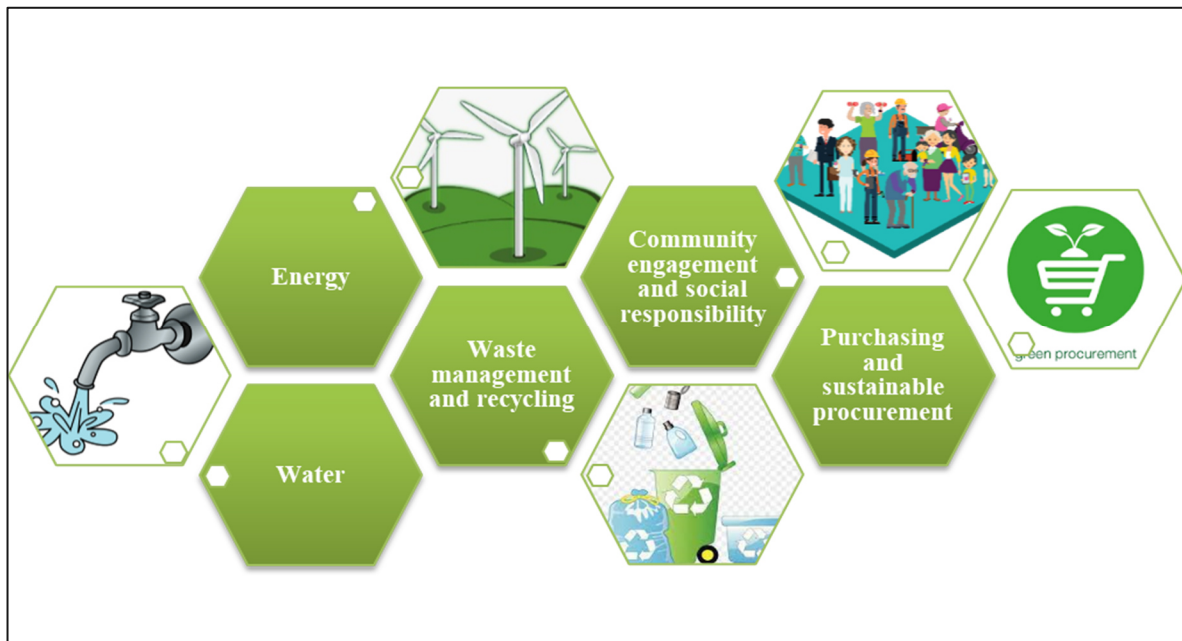 Energy
Water
Waste
management
and recycling
Community
engagement
and social
responsibility
Purchasing
and
sustainable
procurement
green procurement